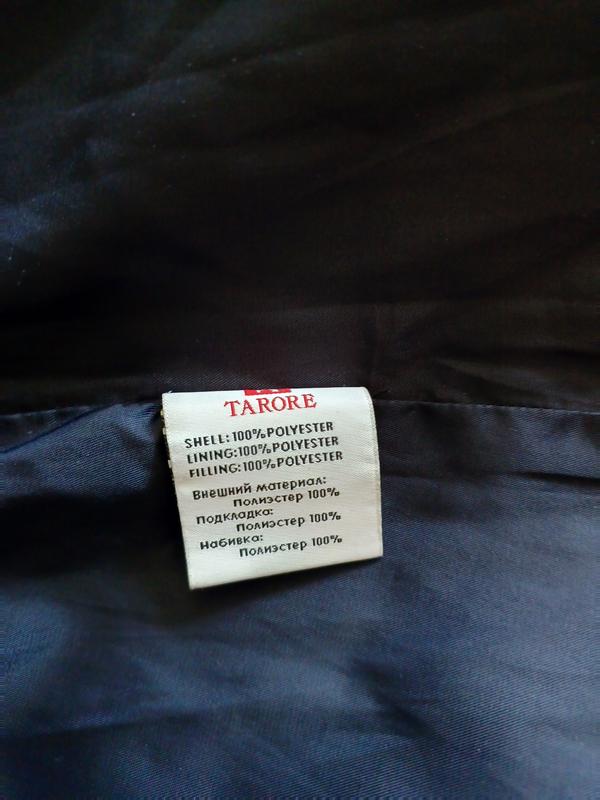 TARORE
SHELL:100%POLYESTER
LINING:100%POLYESTER
FILLING:100%POLYESTER
Внешний материал:
Полиэстер 100%
Подкладка:
Полиэстер 100%
Набивка:
Полиэстер 100%